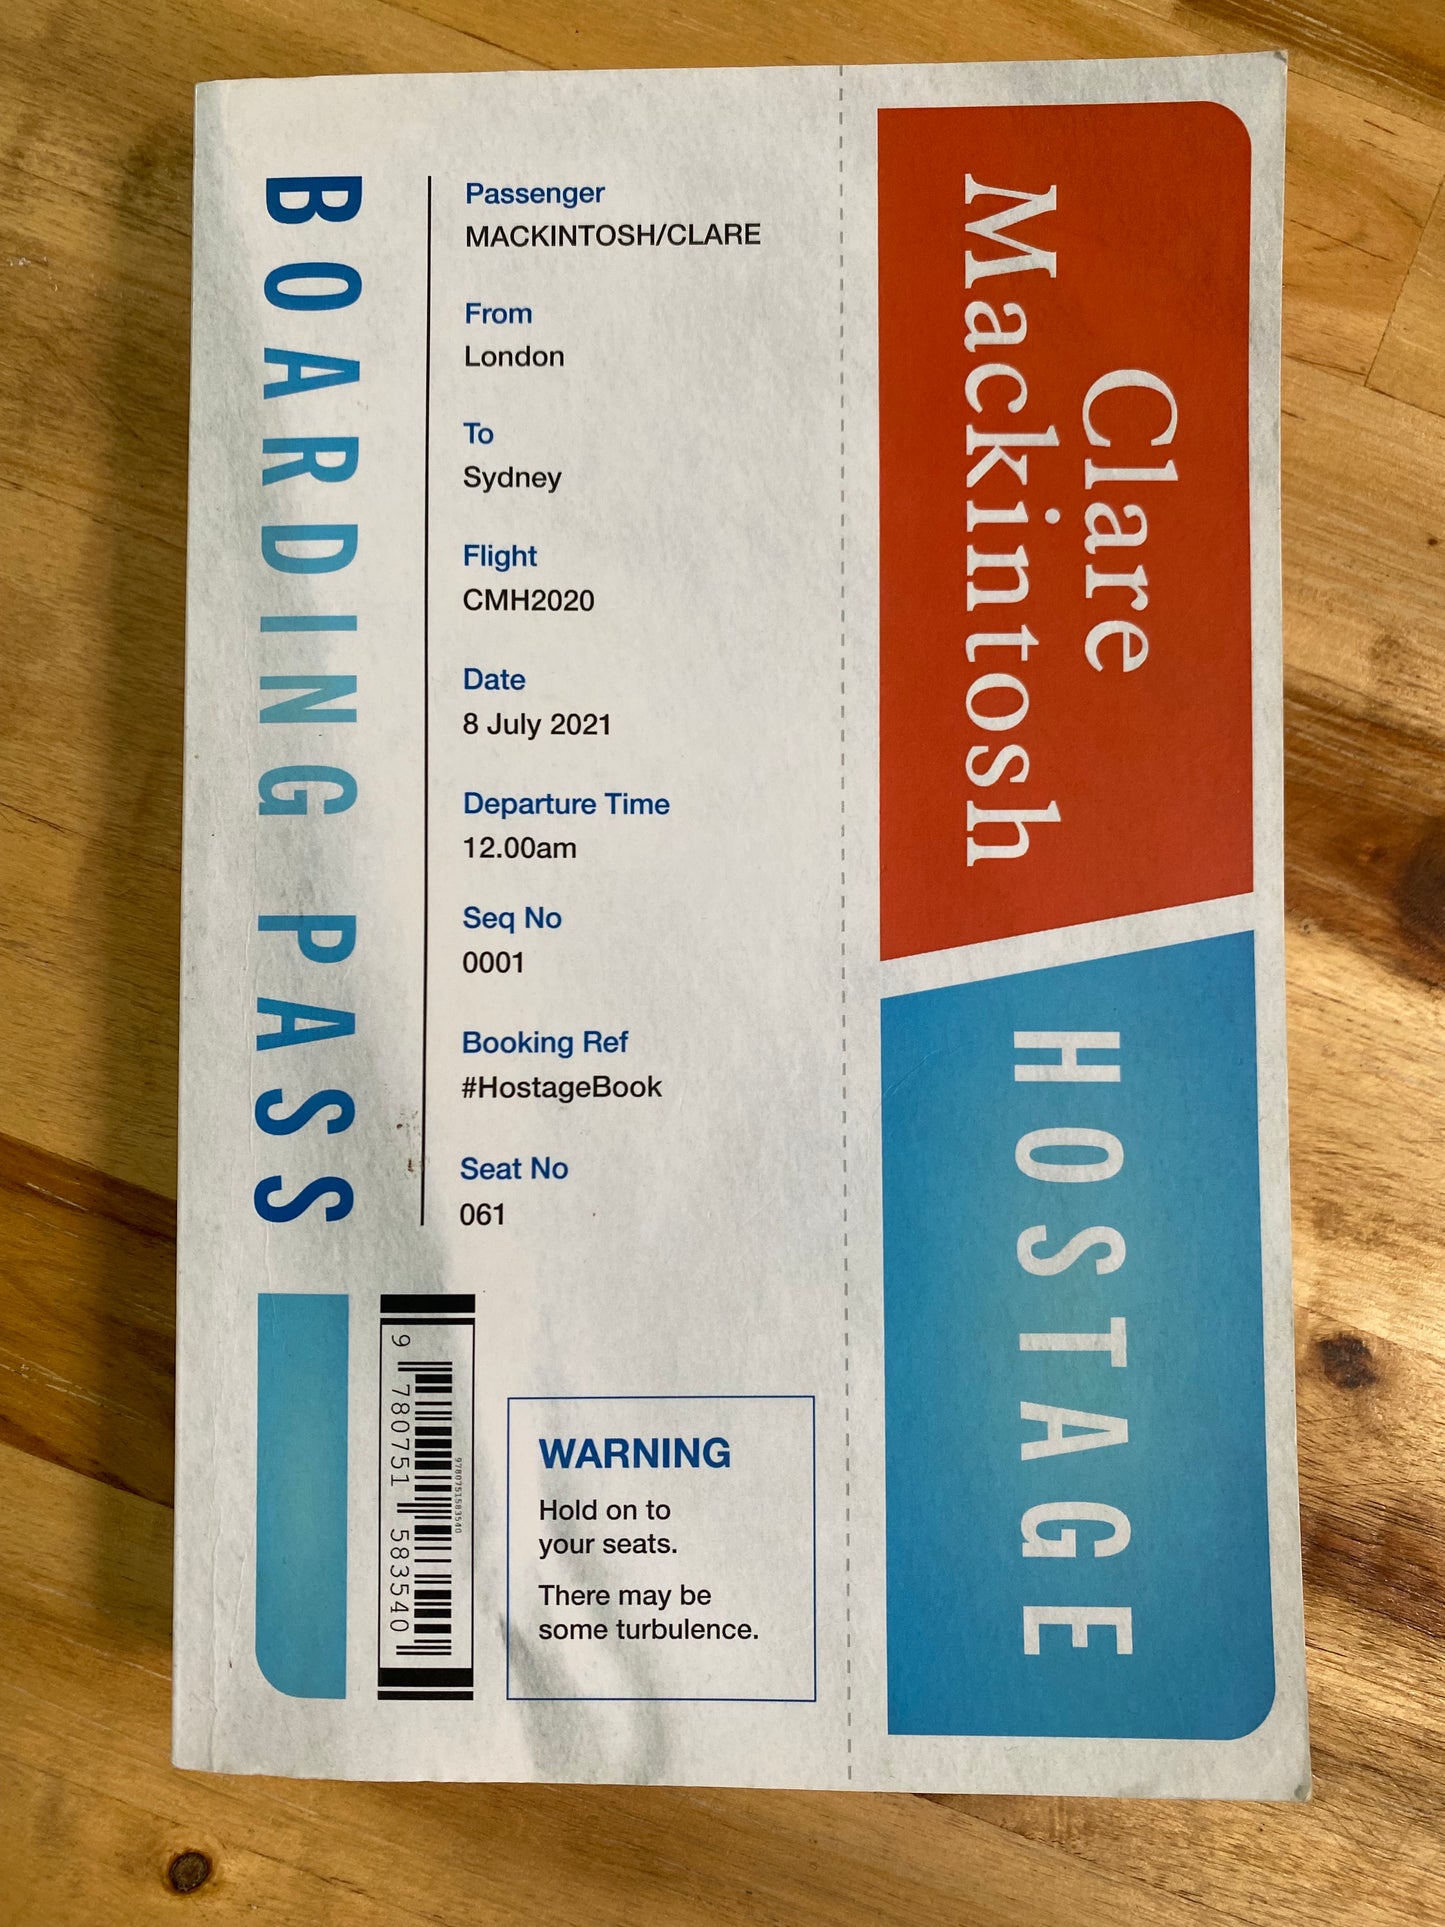 BOARDING PASS
Passenger
MACKINTOSH/CLARE
From
London
To
Sydney
Flight
CMH2020
Date
8 July 2021
Departure Time
12.00am
Seq No
0001
Booking Ref
#HostageBook
Seat No
061
9 780751 583540
9780751583540
WARNING
Hold on to
your seats.
There may be
some turbulence.
Clare
Mackintosh
HOSTAGE